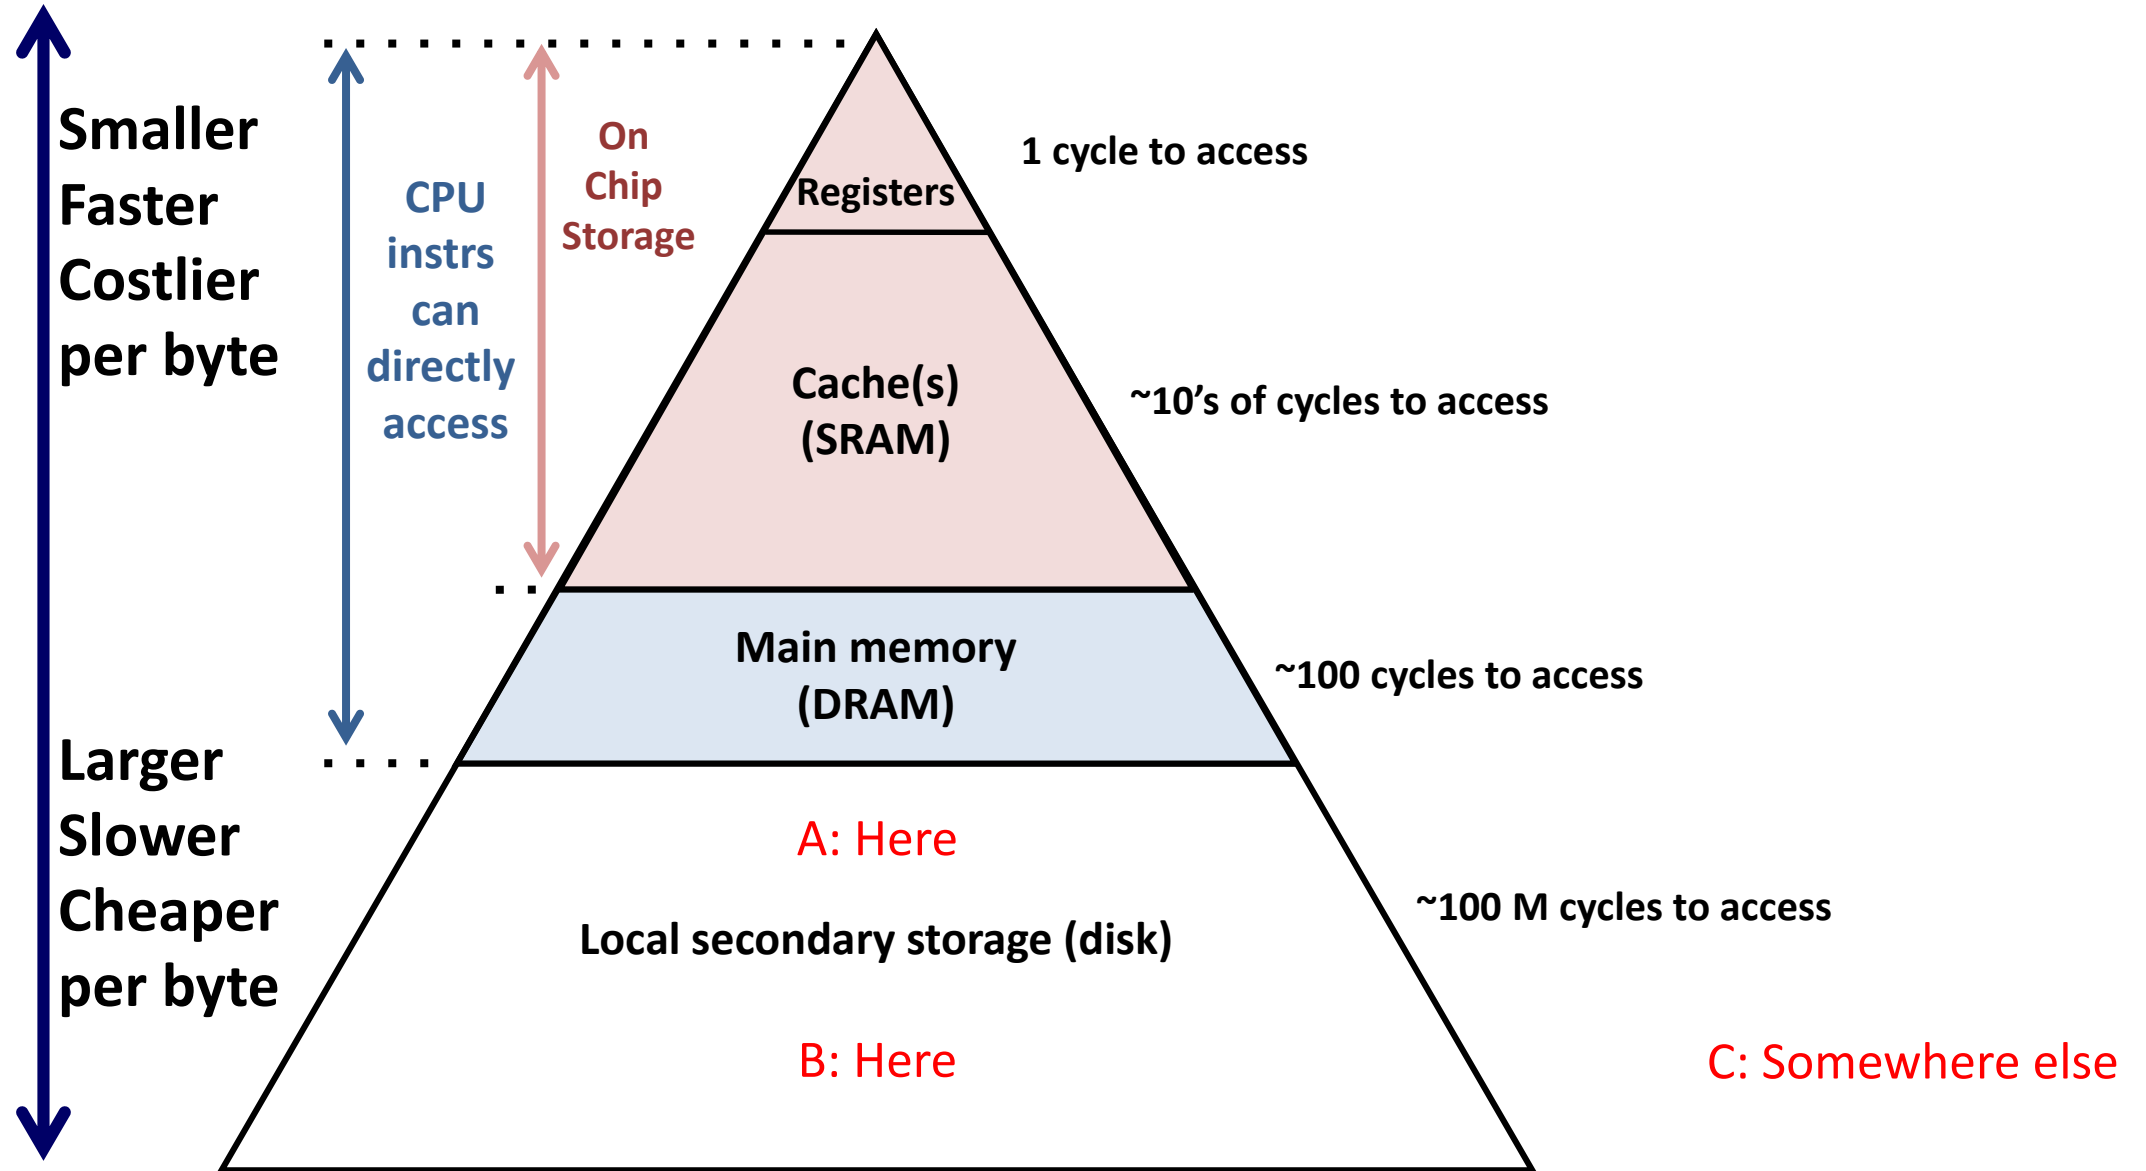 Smaller
Faster
Costlier
per byte
Larger
Slower
Cheaper
per byte
CPU
instrs
can
directly
access
On
Chip
Storage
Registers
Cache(s)
(SRAM)
Main memory
(DRAM)
A: Here
Local secondary storage (disk)
B: Here
1 cycle to access
~10’s of cycles to access
~100 cycles to access
~100 M cycles to access
C: Somewhere else